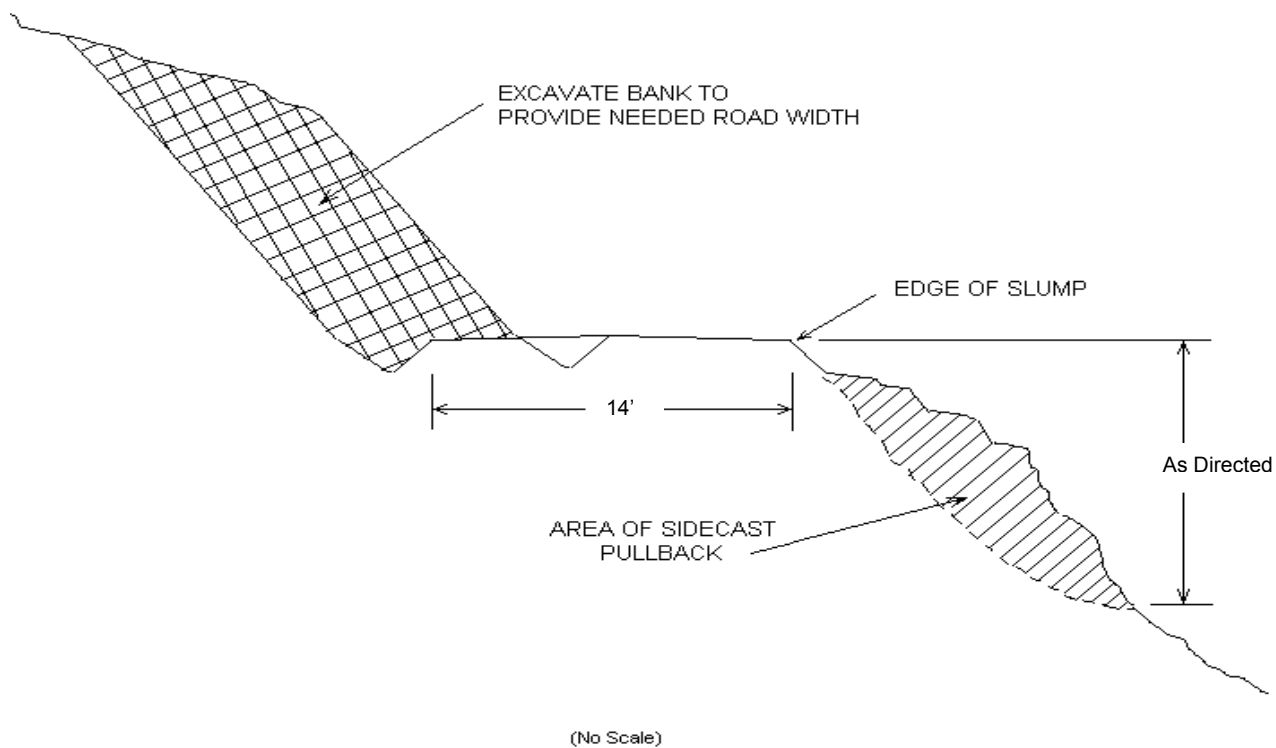 EXCAVATE BANK TO
PROVIDE NEEDED ROAD WIDTH
EDGE OF SLUMP
14’
As Directed
AREA OF SIDECAST
PULLBACK
(No Scale)